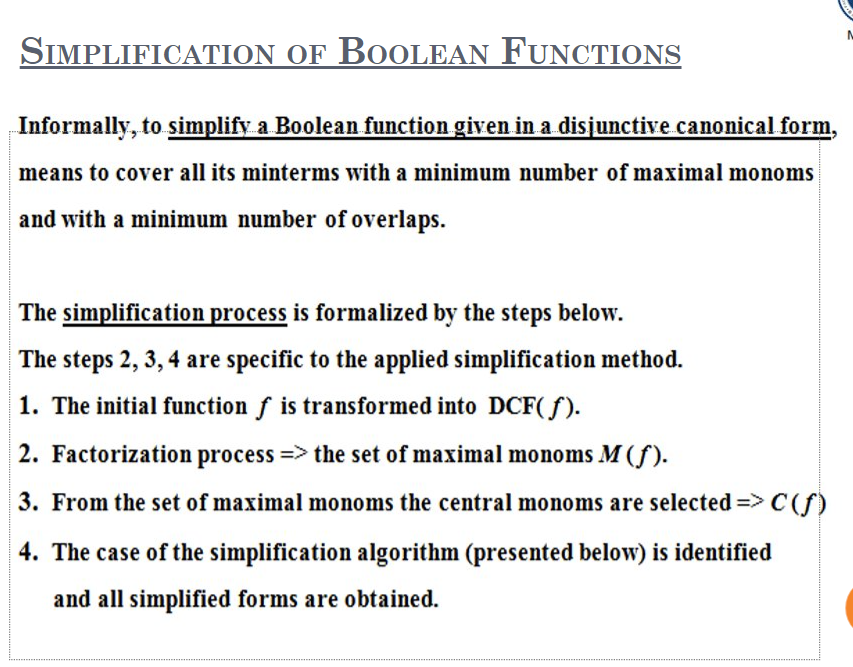 SIMPLIFICATION OF BOOLEAN FUNCTIONS
Informally, to simplify a Boolean function given in a disjunctive canonical form,
means to cover all its minterms with a minimum number of maximal monoms
and with a minimum number of overlaps.
The simplification process is formalized by the steps below.
The steps 2, 3, 4 are specific to the applied simplification method.
1. The initial function f is transformed into DCF(f).
2. Factorization process => the set of maximal monoms M(f).
3. From the set of maximal monoms the central monoms are selected => C(f)
4. The case of the simplification algorithm (presented below) is identified
and all simplified forms are obtained.